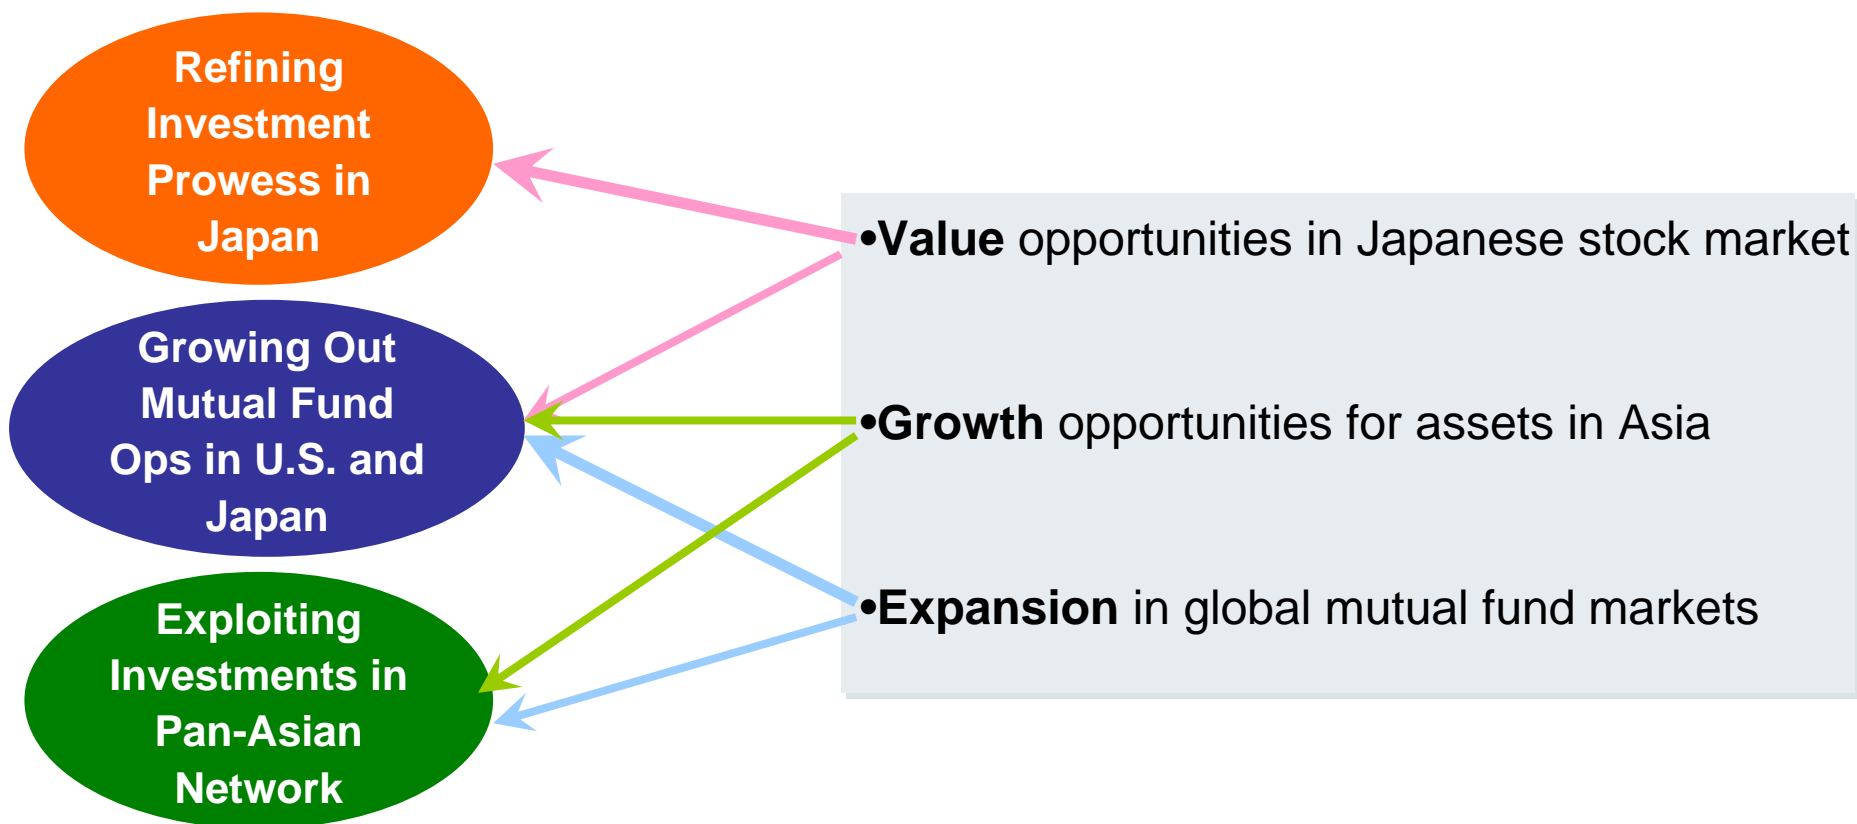 Refining
Investment
Prowess in
Japan
Growing Out
Mutual Fund
Ops in U.S. and
Japan
Exploiting
Investments in
Pan-Asian
Network
•Value opportunities in Japanese stock market
•Growth opportunities for assets in Asia
•Expansion in global mutual fund markets